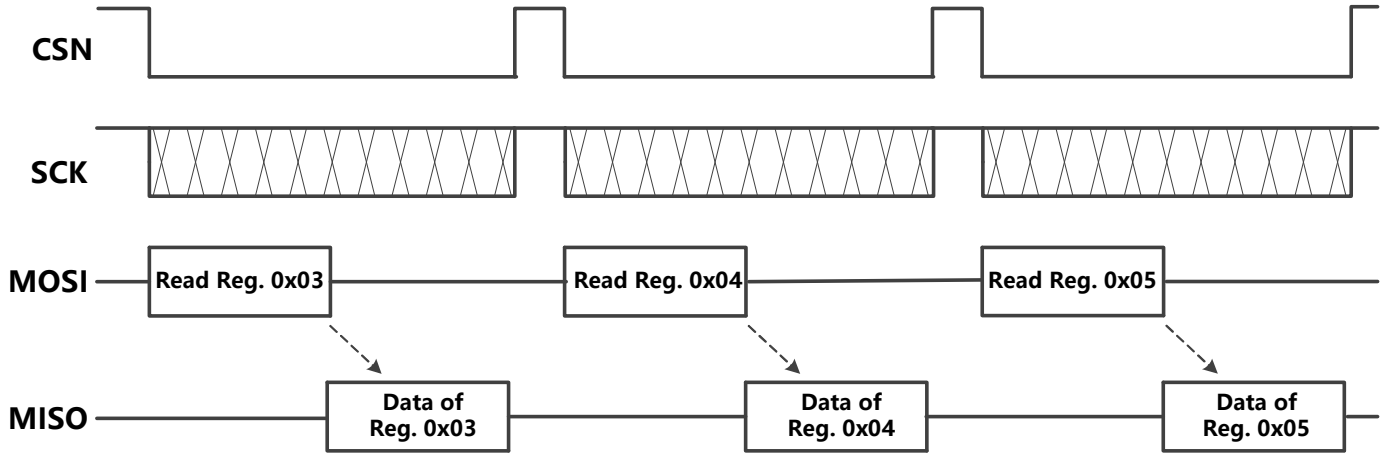 CSN
SCK
MOSI
Read Reg. 0x03
Read Reg. 0x04
Read Reg. 0x05
MISO
Data of
Reg. 0x03
Data of
Reg. 0x04
Data of
Reg. 0x05